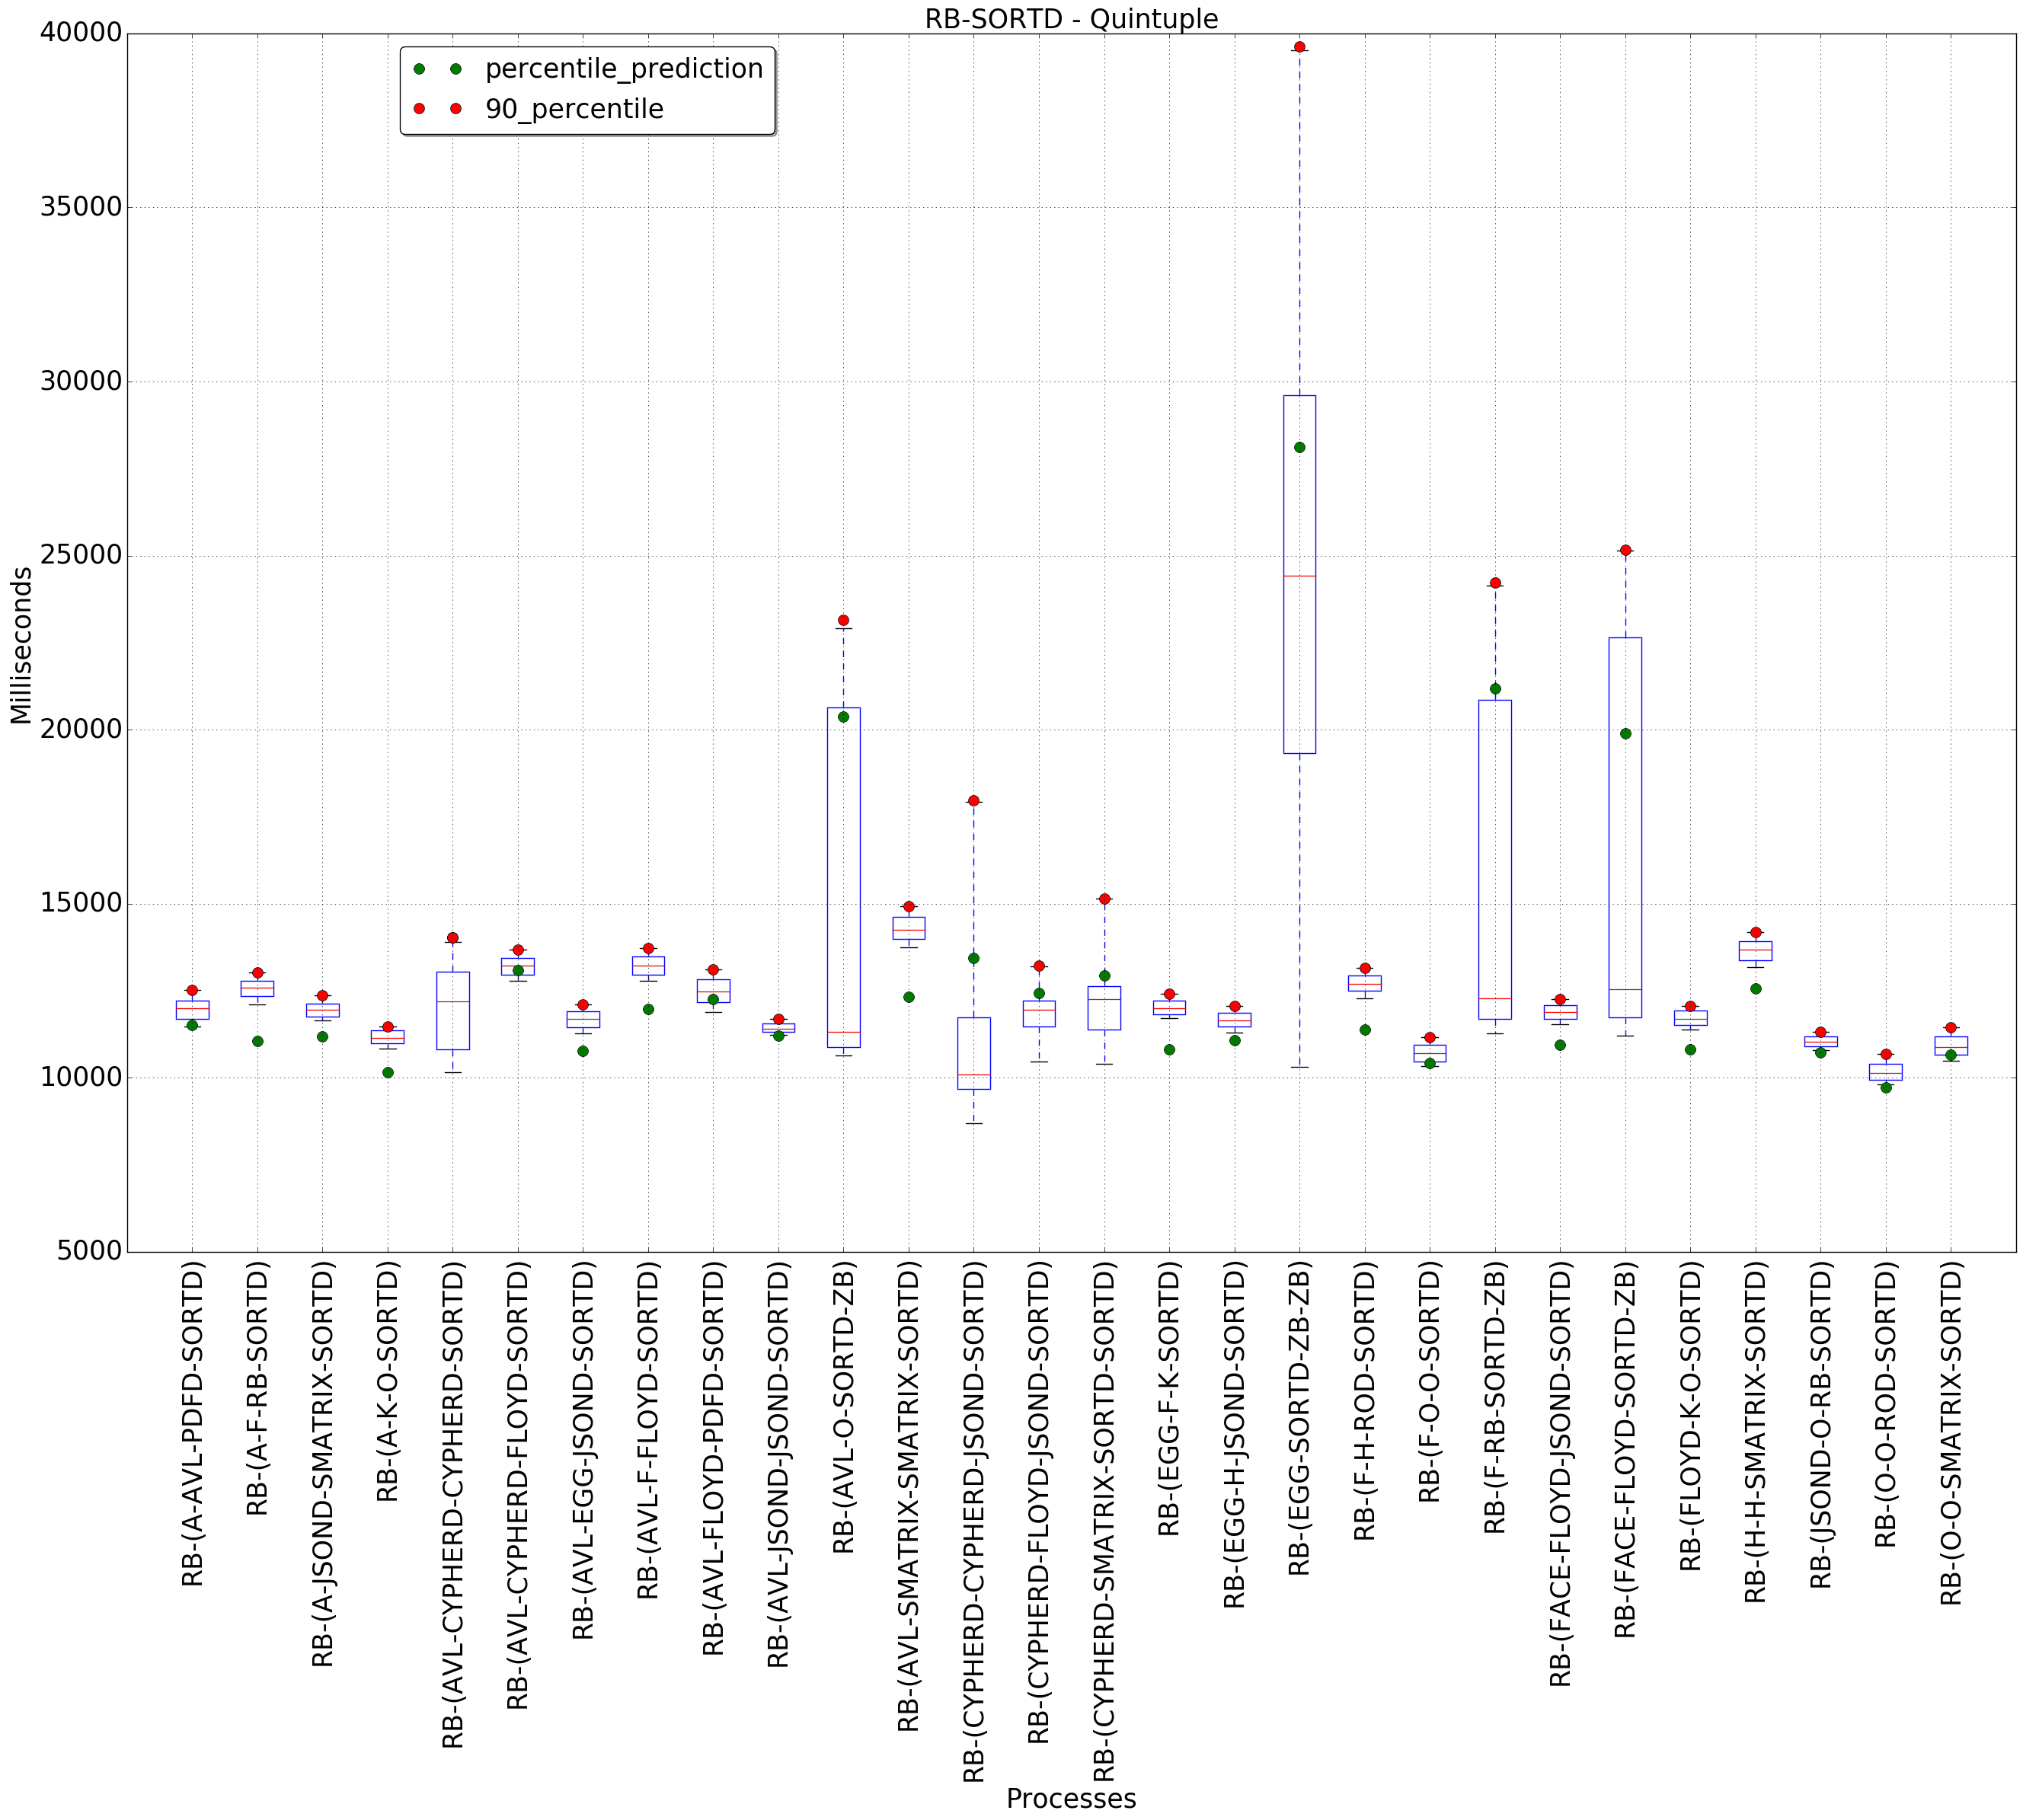 RB-SORTD - Quintuple
percentile_prediction
90_percentile
40000
35000
30000
25000
20000
15000
10000
5000
Milliseconds
RB-(A-AVL-PDFD-SORTD)
RB-(A-F-RB-SORTD)
RB-(A-JSOND-SMATRIX-SORTD)
RB-(A-K-O-SORTD)
RB-(AVL-CYPHERD-CYPHERD-SORTD)
RB-(AVL-CYPHERD-FLOYD-SORTD)
RB-(AVL-EGG-JSOND-SORTD)
RB-(AVL-F-FLOYD-SORTD)
RB-(AVL-FLOYD-PDFD-SORTD)
RB-(AVL-JSOND-JSOND-SORTD)
RB-(AVL-O-SORTD-ZB)
RB-(AVL-SMATRIX-SMATRIX-SORTD)
RB-(CYPHERD-CYPHERD-JSOND-SORTD)
RB-(CYPHERD-FLOYD-JSOND-SORTD)
RB-(CYPHERD-SMATRIX-SORTD-SORTD)
RB-(EGG-F-K-SORTD)
RB-(EGG-H-JSOND-SORTD)
RB-(EGG-SORTD-ZB-ZB)
RB-(F-H-ROD-SORTD)
RB-(F-O-O-SORTD)
RB-(F-RB-SORTD-ZB)
RB-(FACE-FLOYD-JSOND-SORTD)
RB-(FACE-FLOYD-SORTD-ZB)
RB-(FLOYD-K-O-SORTD)
RB-(H-H-SMATRIX-SORTD)
RB-(JSOND-O-RB-SORTD)
RB-(O-O-ROD-SORTD)
RB-(O-O-SMATRIX-SORTD)
Processes